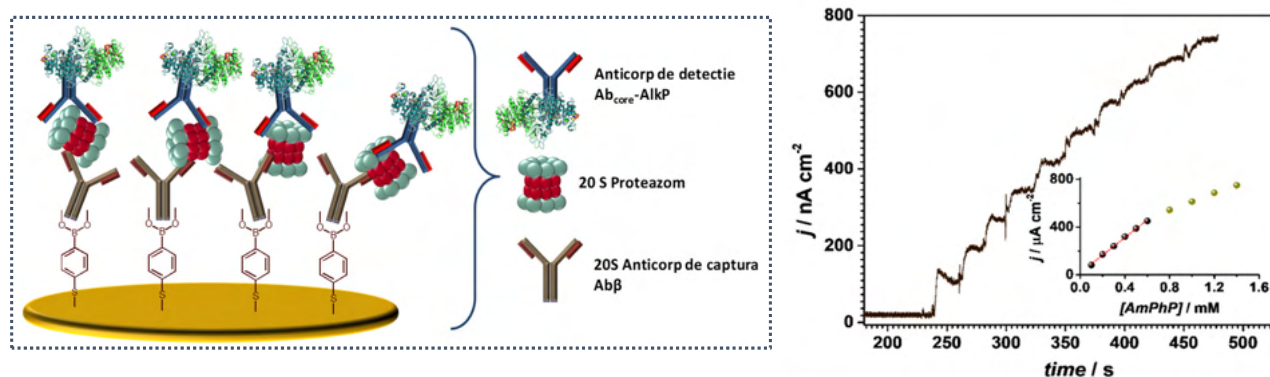 Anticorp de detectie
Ab_core-AlkP
20 S Proteazom
20S Anticorp de captura
Abβ
O O
B
S
O O
B
S
O O
B
S
O O
B
S
j / nA cm⁻²
800
600
400
200
0
200 250 300 350 400 450 500
time / s
j / μA cm⁻²
800
400
0
0.0 0.4 0.8 1.2 1.6
[AmPhP] / mM